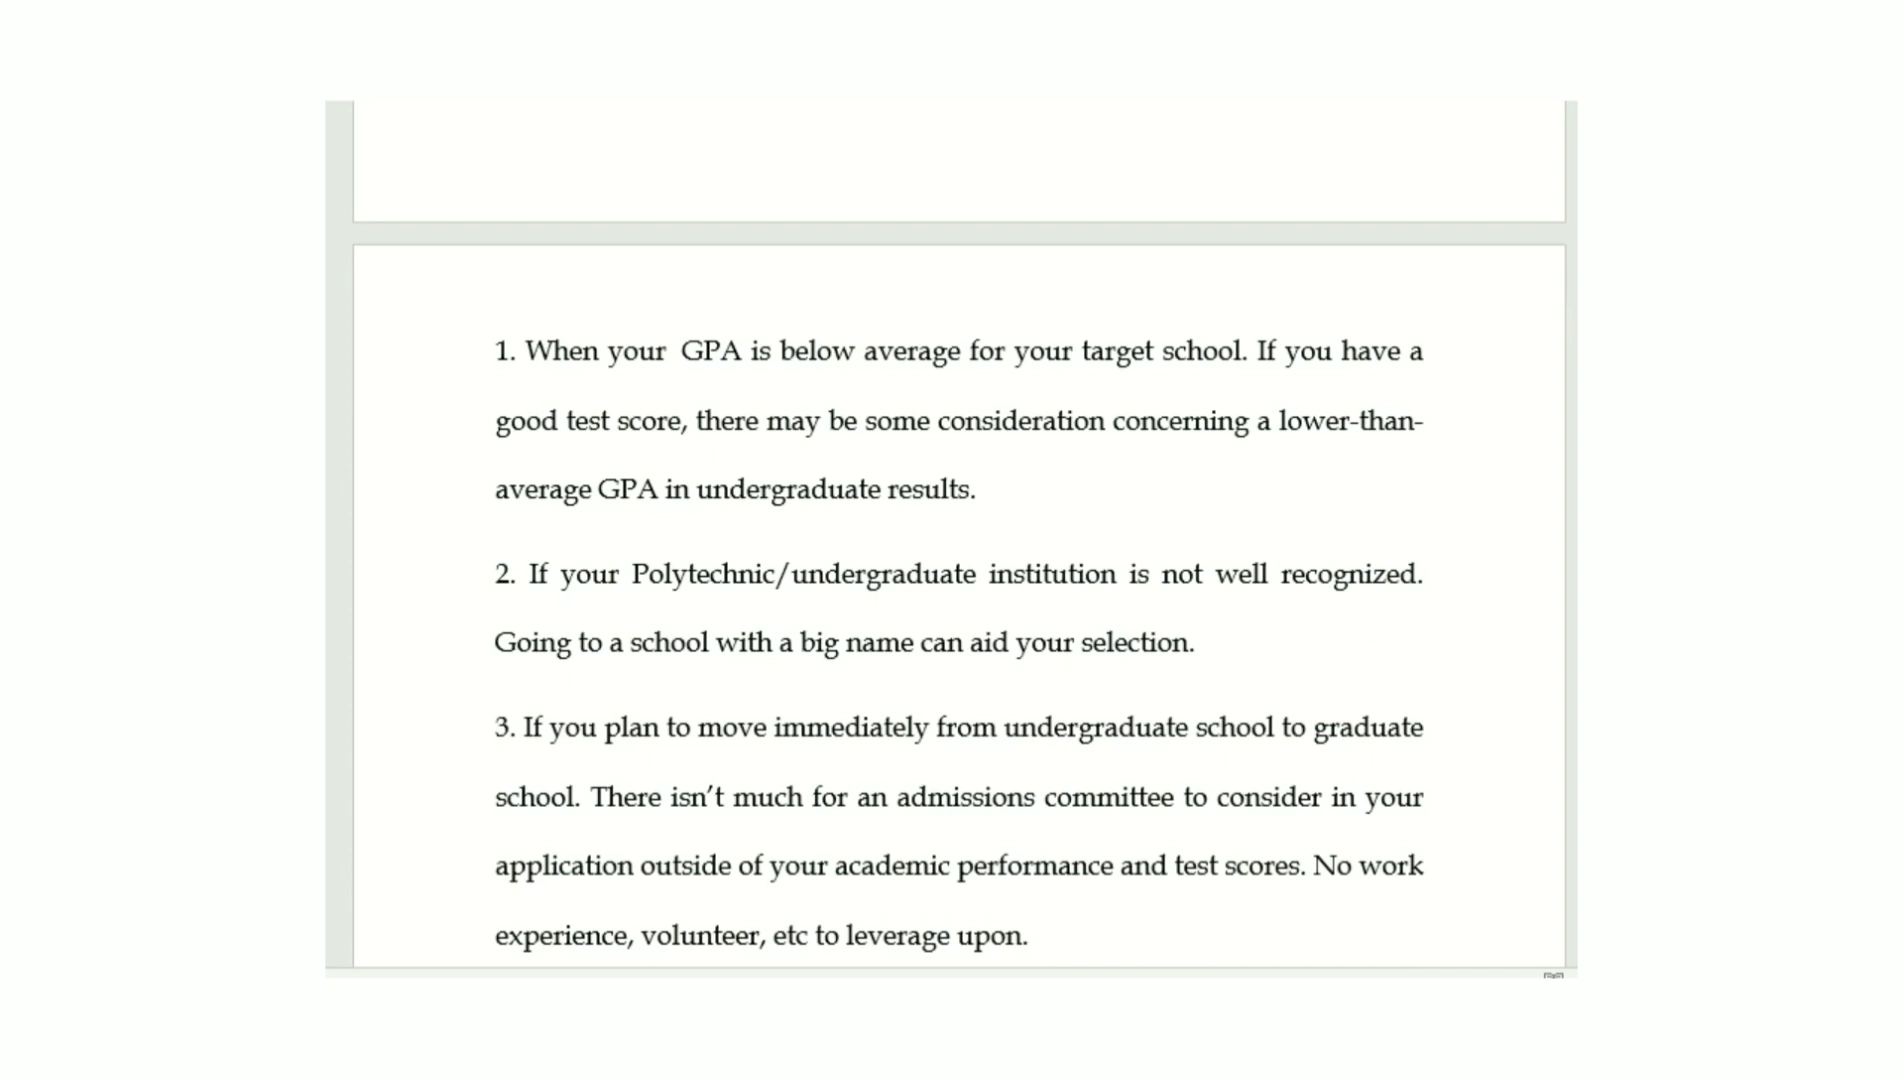 1. When your GPA is below average for your target school. If you have a
good test score, there may be some consideration concerning a lower-than-
average GPA in undergraduate results.
2. If your Polytechnic/undergraduate institution is not well recognized.
Going to a school with a big name can aid your selection.
3. If you plan to move immediately from undergraduate school to graduate
school. There isn’t much for an admissions committee to consider in your
application outside of your academic performance and test scores. No work
experience, volunteer, etc to leverage upon.